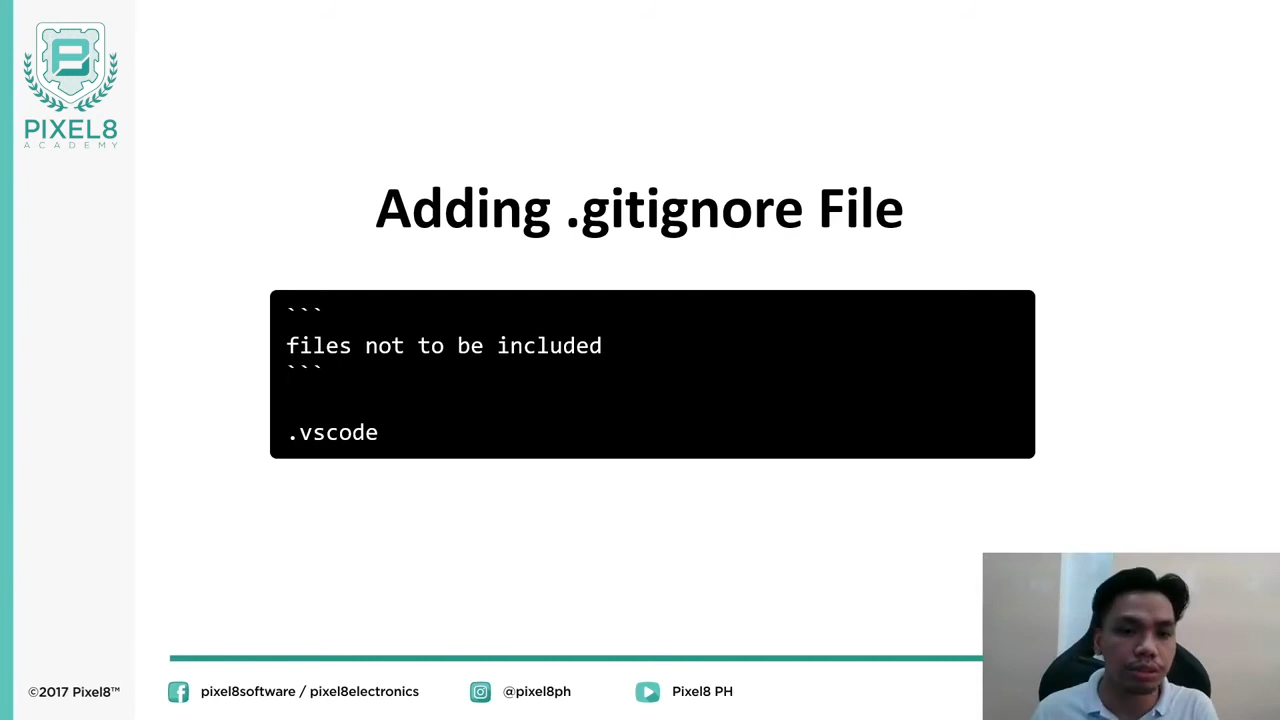 PIXEL8
ACADEMY
Adding .gitignore File
```
files not to be included
```
.vscode
©2017 Pixel8™
pixel8software / pixel8electronics
@pixel8ph
Pixel8 PH